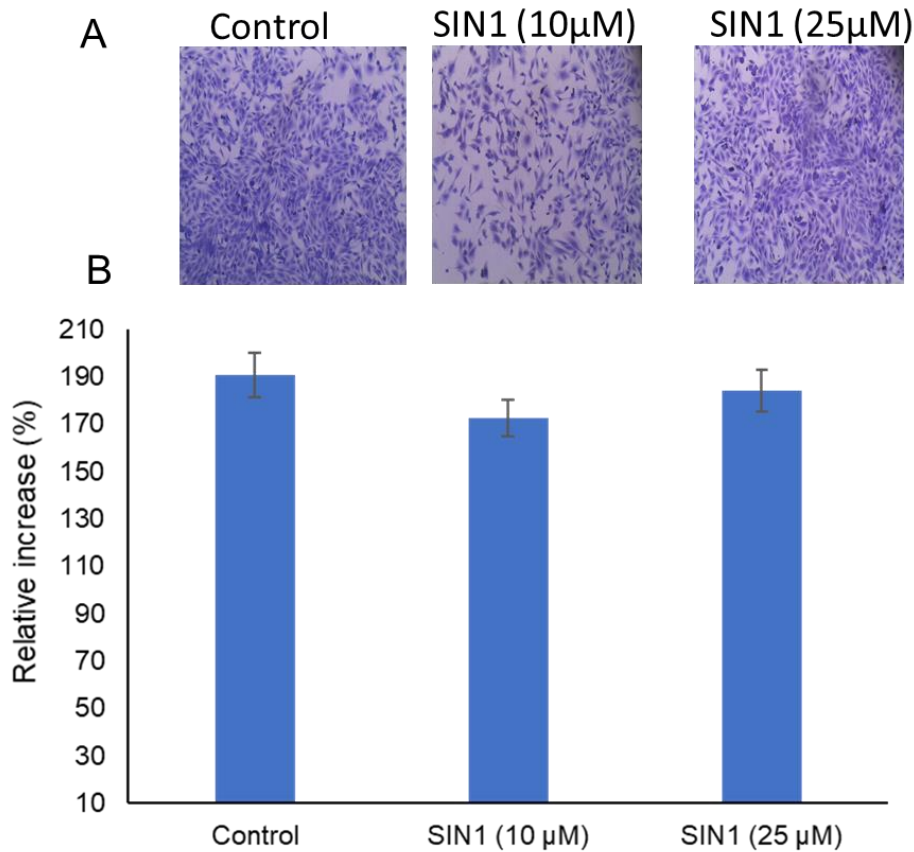 A
Control
SIN1 (10µM)
SIN1 (25µM)
B
Relative increase (%)
210
190
170
150
130
110
90
70
50
30
10
Control
SIN1 (10 µM)
SIN1 (25 µM)